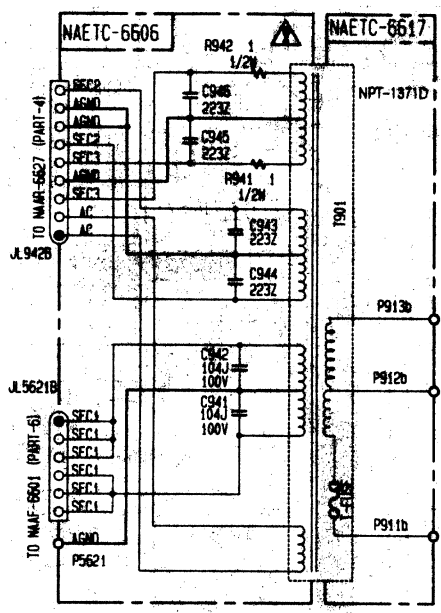 NAETC-6606
NAETC-6617
R942 1
1/2W
SEC2
AGND
AGND
SEC2
SEC3
AGND
SEC3
AC
AC
TO NAAR-6627 (PART-4)
JL942B
C946
223Z
C945
223Z
R941 1
1/2W
NPT-1371D
T901
C943
223Z
C944
223Z
P913b
P912b
P911b
JL5621B
C942
104J
100V
C941
104J
100V
SEC1
SEC1
SEC1
SEC1
SEC1
SEC1
TO NAAF-6601 (PART-6)
AGND
P5621